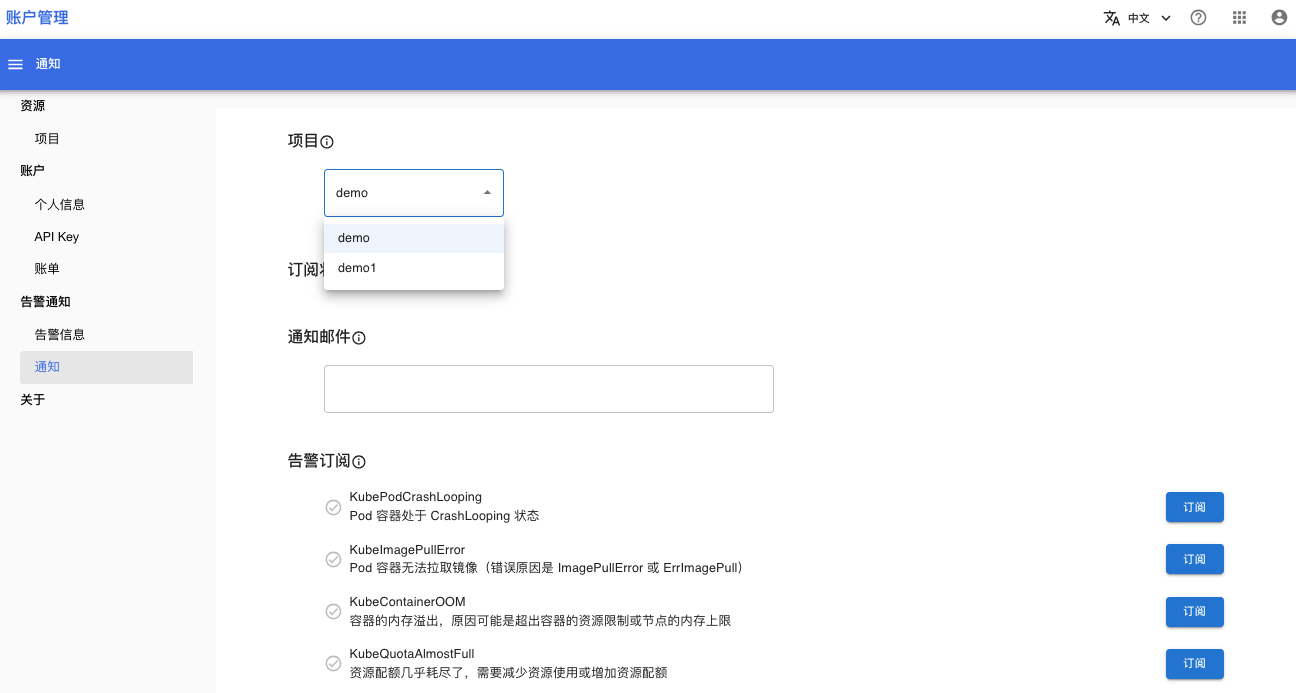 账户管理
中文
通知
资源
项目
账户
个人信息
API Key
账单
告警通知
告警信息
通知
关于
项目
demo
demo
demo1
订阅
通知邮件
告警订阅
KubePodCrashLooping
Pod 容器处于 CrashLooping 状态
订阅
KubeImagePullError
Pod 容器无法拉取镜像（错误原因是 ImagePullError 或 ErrImagePull）
订阅
KubeContainerOOM
容器的内存溢出，原因可能是超出容器的资源限制或节点的内存上限
订阅
KubeQuotaAlmostFull
资源配额几乎耗尽了，需要减少资源使用或增加资源配额
订阅